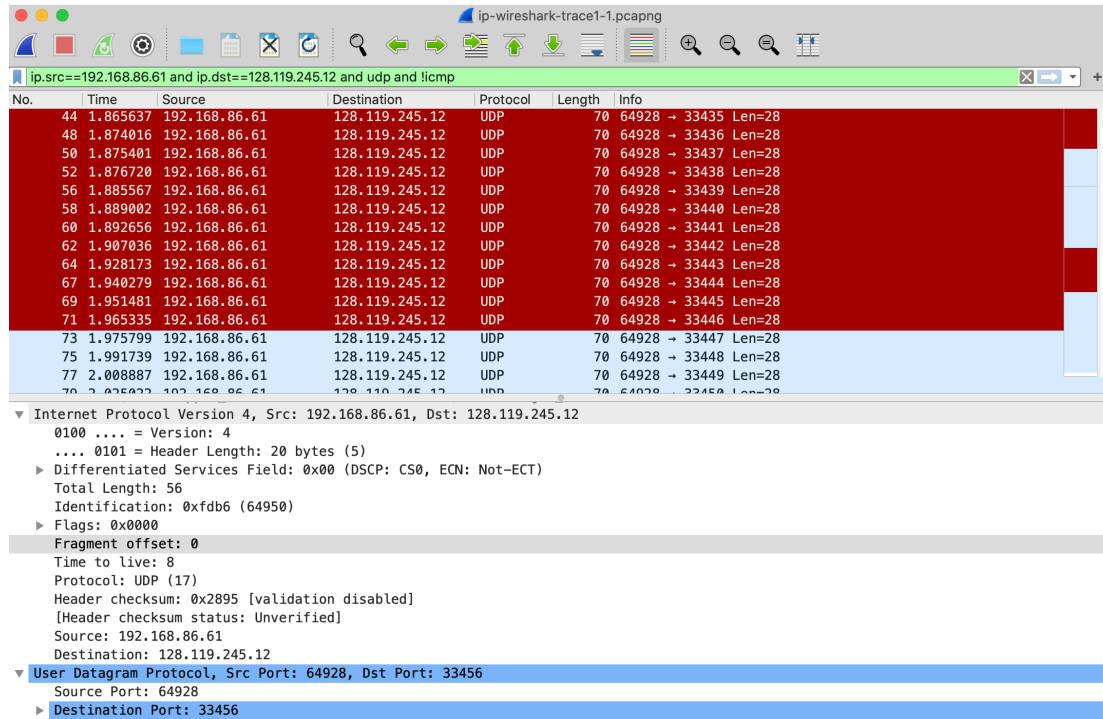 ip-wireshark-trace1-1.pcapng
ip.src==192.168.86.61 and ip.dst==128.119.245.12 and udp and !icmp
No. Time Source Destination Protocol Length Info
44 1.865637 192.168.86.61 128.119.245.12 UDP 70 64928 → 33435 Len=28
48 1.874016 192.168.86.61 128.119.245.12 UDP 70 64928 → 33436 Len=28
50 1.875401 192.168.86.61 128.119.245.12 UDP 70 64928 → 33437 Len=28
52 1.876720 192.168.86.61 128.119.245.12 UDP 70 64928 → 33438 Len=28
56 1.885567 192.168.86.61 128.119.245.12 UDP 70 64928 → 33439 Len=28
58 1.889002 192.168.86.61 128.119.245.12 UDP 70 64928 → 33440 Len=28
60 1.892656 192.168.86.61 128.119.245.12 UDP 70 64928 → 33441 Len=28
62 1.907036 192.168.86.61 128.119.245.12 UDP 70 64928 → 33442 Len=28
64 1.928173 192.168.86.61 128.119.245.12 UDP 70 64928 → 33443 Len=28
67 1.940279 192.168.86.61 128.119.245.12 UDP 70 64928 → 33444 Len=28
69 1.951481 192.168.86.61 128.119.245.12 UDP 70 64928 → 33445 Len=28
71 1.965335 192.168.86.61 128.119.245.12 UDP 70 64928 → 33446 Len=28
73 1.975799 192.168.86.61 128.119.245.12 UDP 70 64928 → 33447 Len=28
75 1.991739 192.168.86.61 128.119.245.12 UDP 70 64928 → 33448 Len=28
77 2.008887 192.168.86.61 128.119.245.12 UDP 70 64928 → 33449 Len=28
Internet Protocol Version 4, Src: 192.168.86.61, Dst: 128.119.245.12
0100 .... = Version: 4
.... 0101 = Header Length: 20 bytes (5)
Differentiated Services Field: 0x00 (DSCP: CS0, ECN: Not-ECT)
Total Length: 56
Identification: 0xfdb6 (64950)
Flags: 0x0000
Fragment offset: 0
Time to live: 8
Protocol: UDP (17)
Header checksum: 0x2895 [validation disabled]
[Header checksum status: Unverified]
Source: 192.168.86.61
Destination: 128.119.245.12
User Datagram Protocol, Src Port: 64928, Dst Port: 33456
Source Port: 64928
Destination Port: 33456